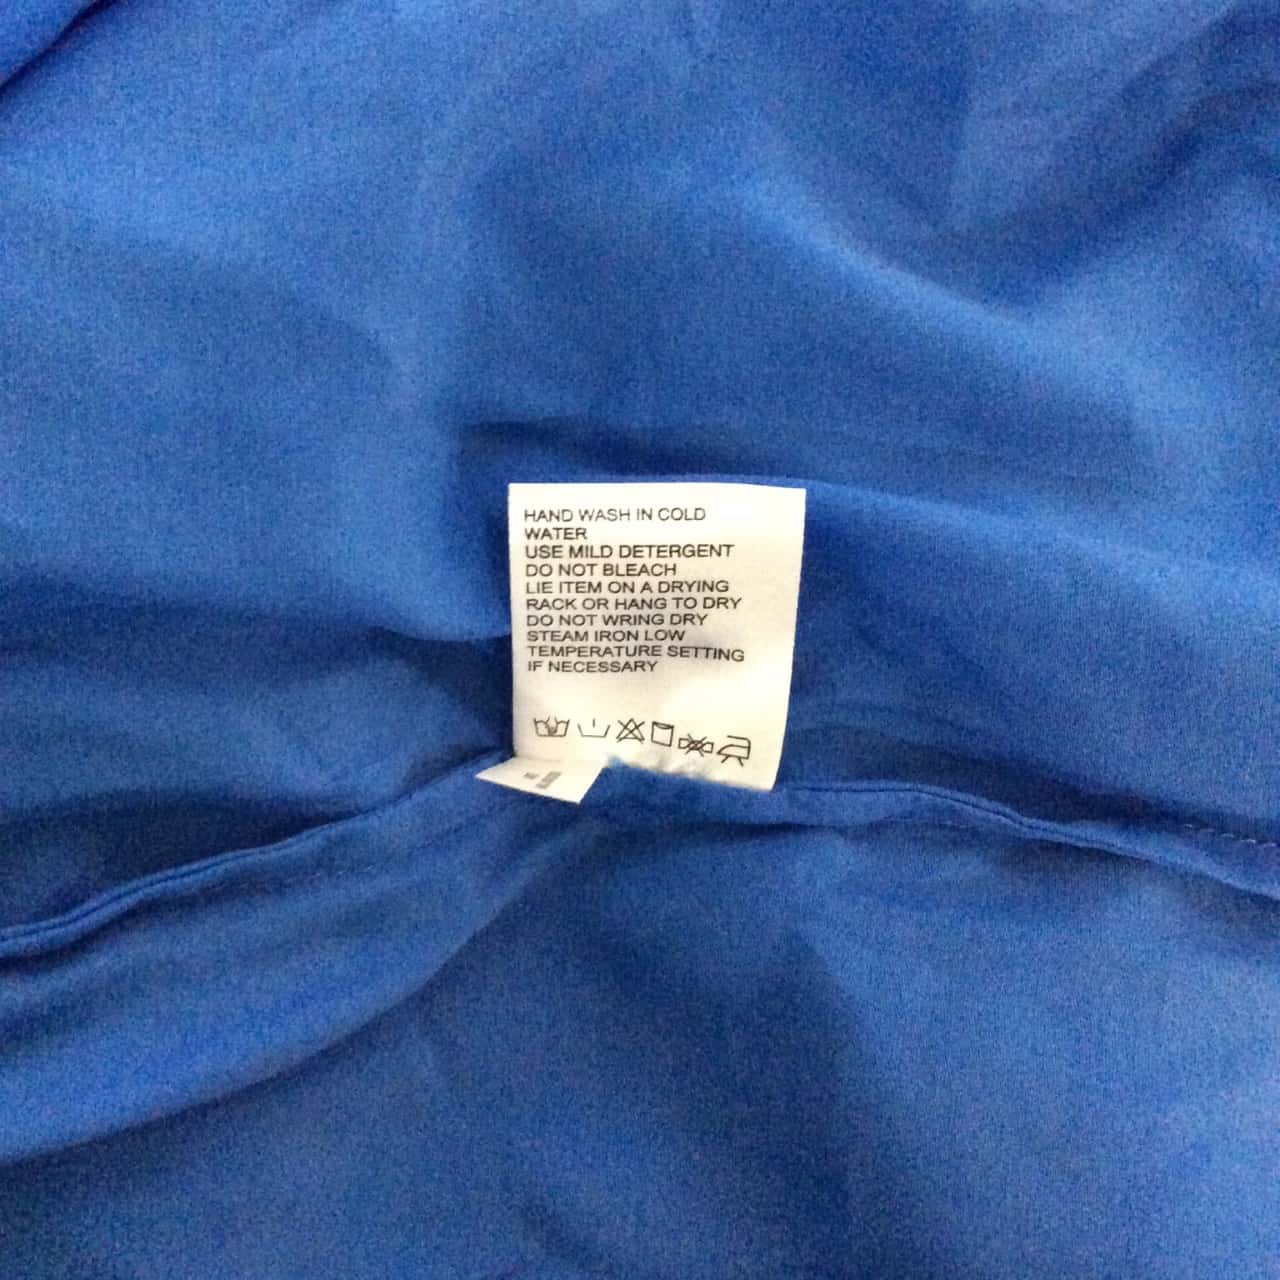 HAND WASH IN COLD
WATER
USE MILD DETERGENT
DO NOT BLEACH
LIE ITEM ON A DRYING
RACK OR HANG TO DRY
DO NOT WRING DRY
STEAM IRON LOW
TEMPERATURE SETTING
IF NECESSARY